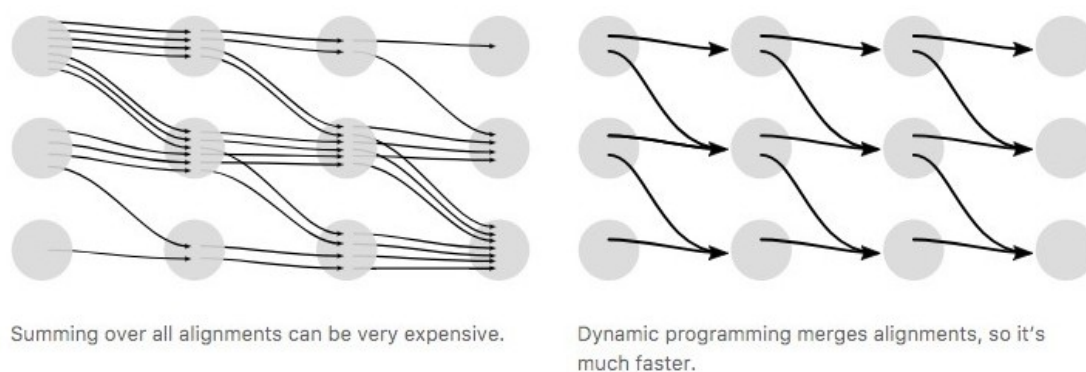 Summing over all alignments can be very expensive.
Dynamic programming merges alignments, so it's
much faster.